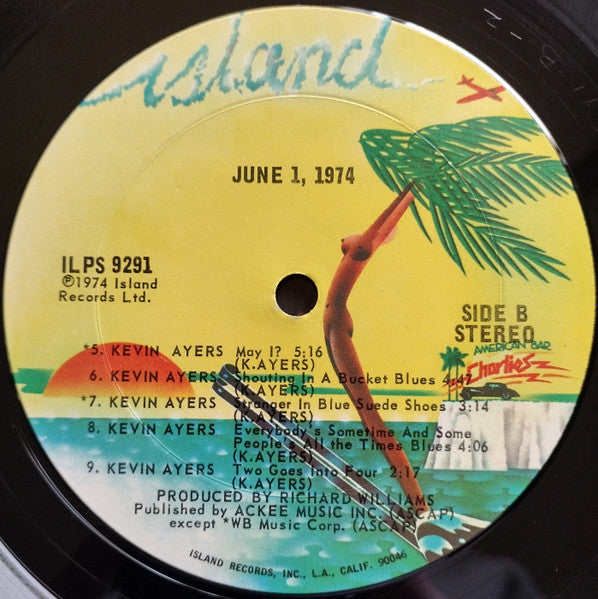 island
JUNE 1, 1974
ILPS 9291
℗1974 Island
Records Ltd.
SIDE B
STEREO
AMERICAN BAR
Charlies
*5. KEVIN AYERS May I? 5:16
(K.AYERS)
6. KEVIN AYERS Shouting In A Bucket Blues 4:47
(K.AYERS)
*7. KEVIN AYERS Stranger In Blue Suede Shoes 3:14
(K.AYERS)
8. KEVIN AYERS Everybody's Sometime And Some
People's All the Times Blues 4:06
(K.AYERS)
9. KEVIN AYERS Two Goes Into Four 2:17
(K.AYERS)
PRODUCED BY RICHARD WILLIAMS
Published by ACKEE MUSIC INC. (ASCAP)
except *WB Music Corp. (ASCAP)
ISLAND RECORDS, INC., L.A., CALIF. 90046